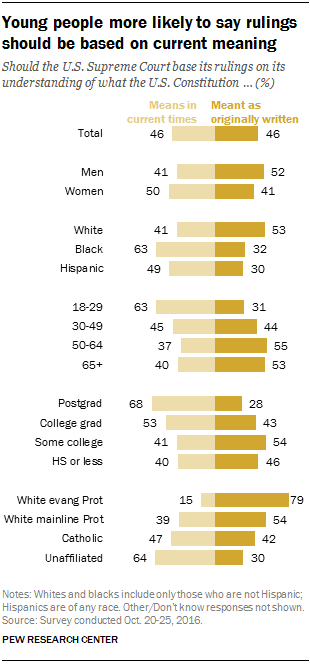 Young people more likely to say rulings
should be based on current meaning
Should the U.S. Supreme Court base its rulings on its
understanding of what the U.S. Constitution ... (%)
Means in current times Meant as originally written
Total 46 46
Men 41 52
Women 50 41
White 41 53
Black 63 32
Hispanic 49 30
18-29 63 31
30-49 45 44
50-64 37 55
65+ 40 53
Postgrad 68 28
College grad 53 43
Some college 41 54
HS or less 40 46
White evang Prot 15 79
White mainline Prot 39 54
Catholic 47 42
Unaffiliated 64 30
Notes: Whites and blacks include only those who are not Hispanic;
Hispanics are of any race. Other/Don't know responses not shown.
Source: Survey conducted Oct. 20-25, 2016.
PEW RESEARCH CENTER